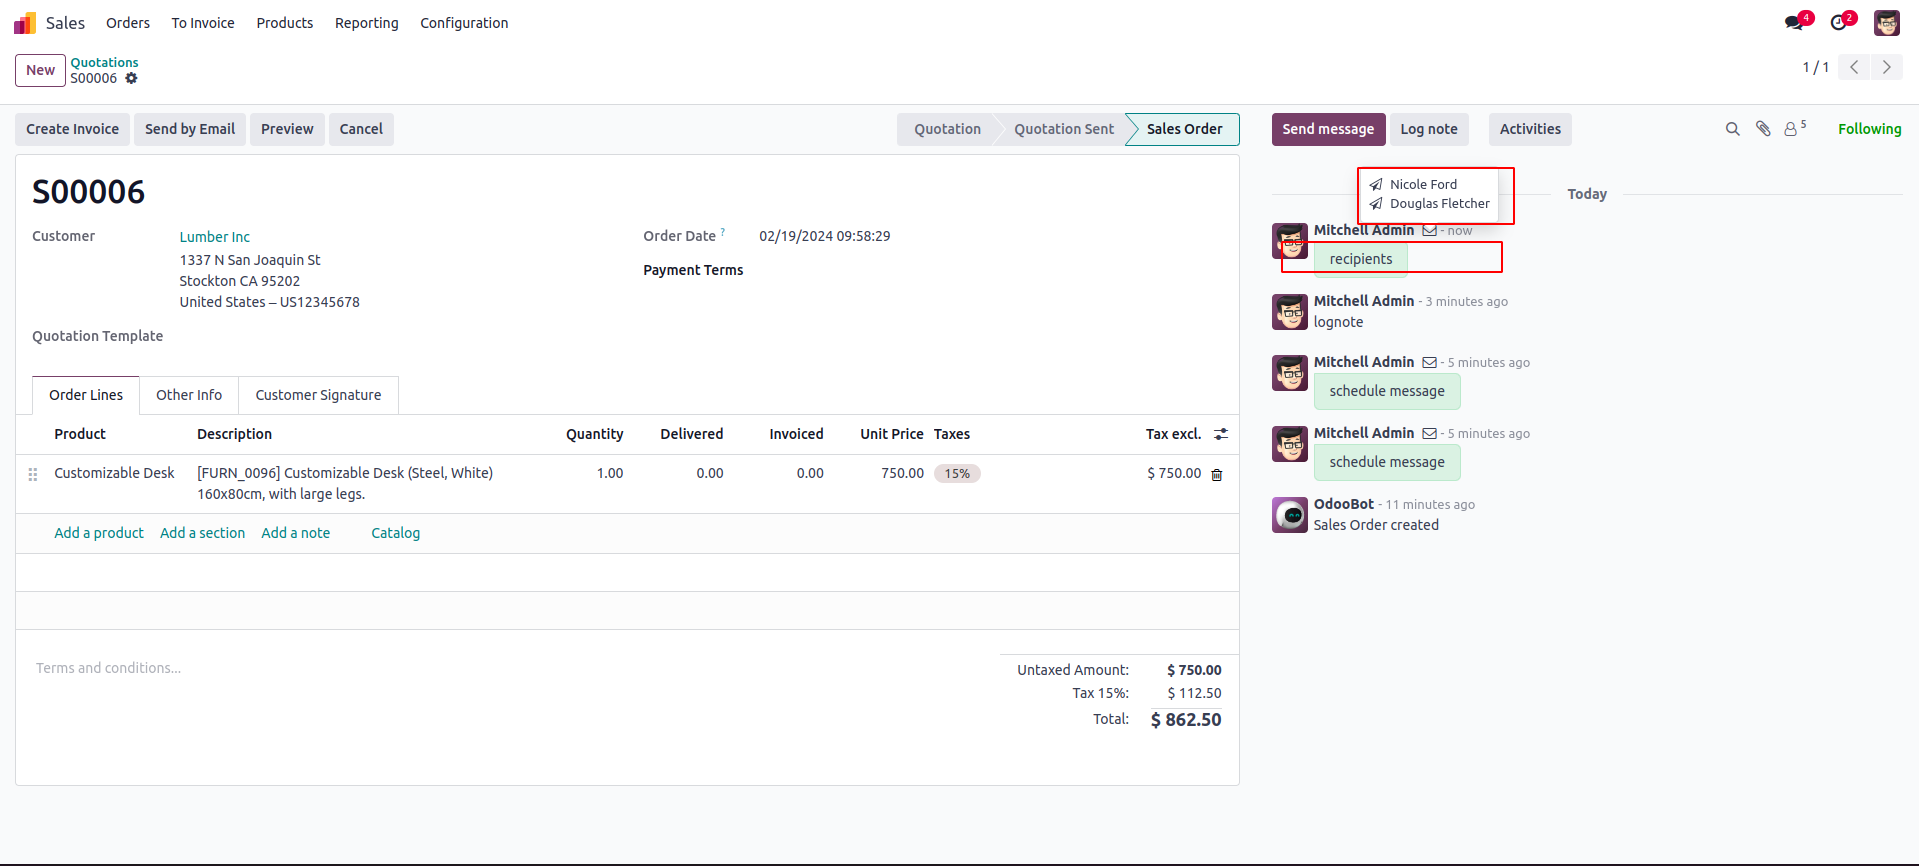 Sales Orders To Invoice Products Reporting Configuration 4 2
New Quotations
S00006
1 / 1
Create Invoice Send by Email Preview Cancel Quotation Quotation Sent Sales Order
Send message Log note Activities 5 Following
S00006
Customer Lumber Inc
1337 N San Joaquin St
Stockton CA 95202
United States – US12345678
Order Date ? 02/19/2024 09:58:29
Payment Terms
Quotation Template
Order Lines Other Info Customer Signature
Product Description Quantity Delivered Invoiced Unit Price Taxes Tax excl.
Customizable Desk [FURN_0096] Customizable Desk (Steel, White) 1.00 0.00 0.00 750.00 15% $ 750.00
160x80cm, with large legs.
Add a product Add a section Add a note Catalog
Terms and conditions...
Untaxed Amount: $ 750.00
Tax 15%: $ 112.50
Total: $ 862.50
Nicole Ford
Douglas Fletcher
Today
Mitchell Admin - now
recipients
Mitchell Admin - 3 minutes ago
lognote
Mitchell Admin - 5 minutes ago
schedule message
Mitchell Admin - 5 minutes ago
schedule message
OdooBot - 11 minutes ago
Sales Order created